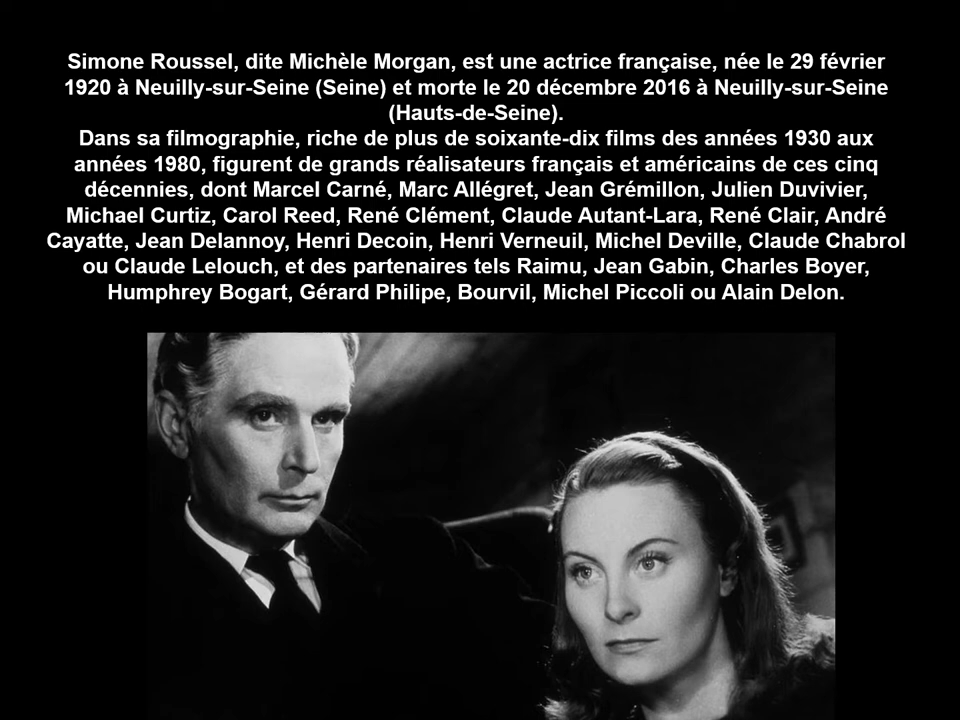 Simone Roussel, dite Michèle Morgan, est une actrice française, née le 29 février
1920 à Neuilly-sur-Seine (Seine) et morte le 20 décembre 2016 à Neuilly-sur-Seine
(Hauts-de-Seine).
Dans sa filmographie, riche de plus de soixante-dix films des années 1930 aux
années 1980, figurent de grands réalisateurs français et américains de ces cinq
décennies, dont Marcel Carné, Marc Allégret, Jean Grémillon, Julien Duvivier,
Michael Curtiz, Carol Reed, René Clément, Claude Autant-Lara, René Clair, André
Cayatte, Jean Delannoy, Henri Decoin, Henri Verneuil, Michel Deville, Claude Chabrol
ou Claude Lelouch, et des partenaires tels Raimu, Jean Gabin, Charles Boyer,
Humphrey Bogart, Gérard Philipe, Bourvil, Michel Piccoli ou Alain Delon.